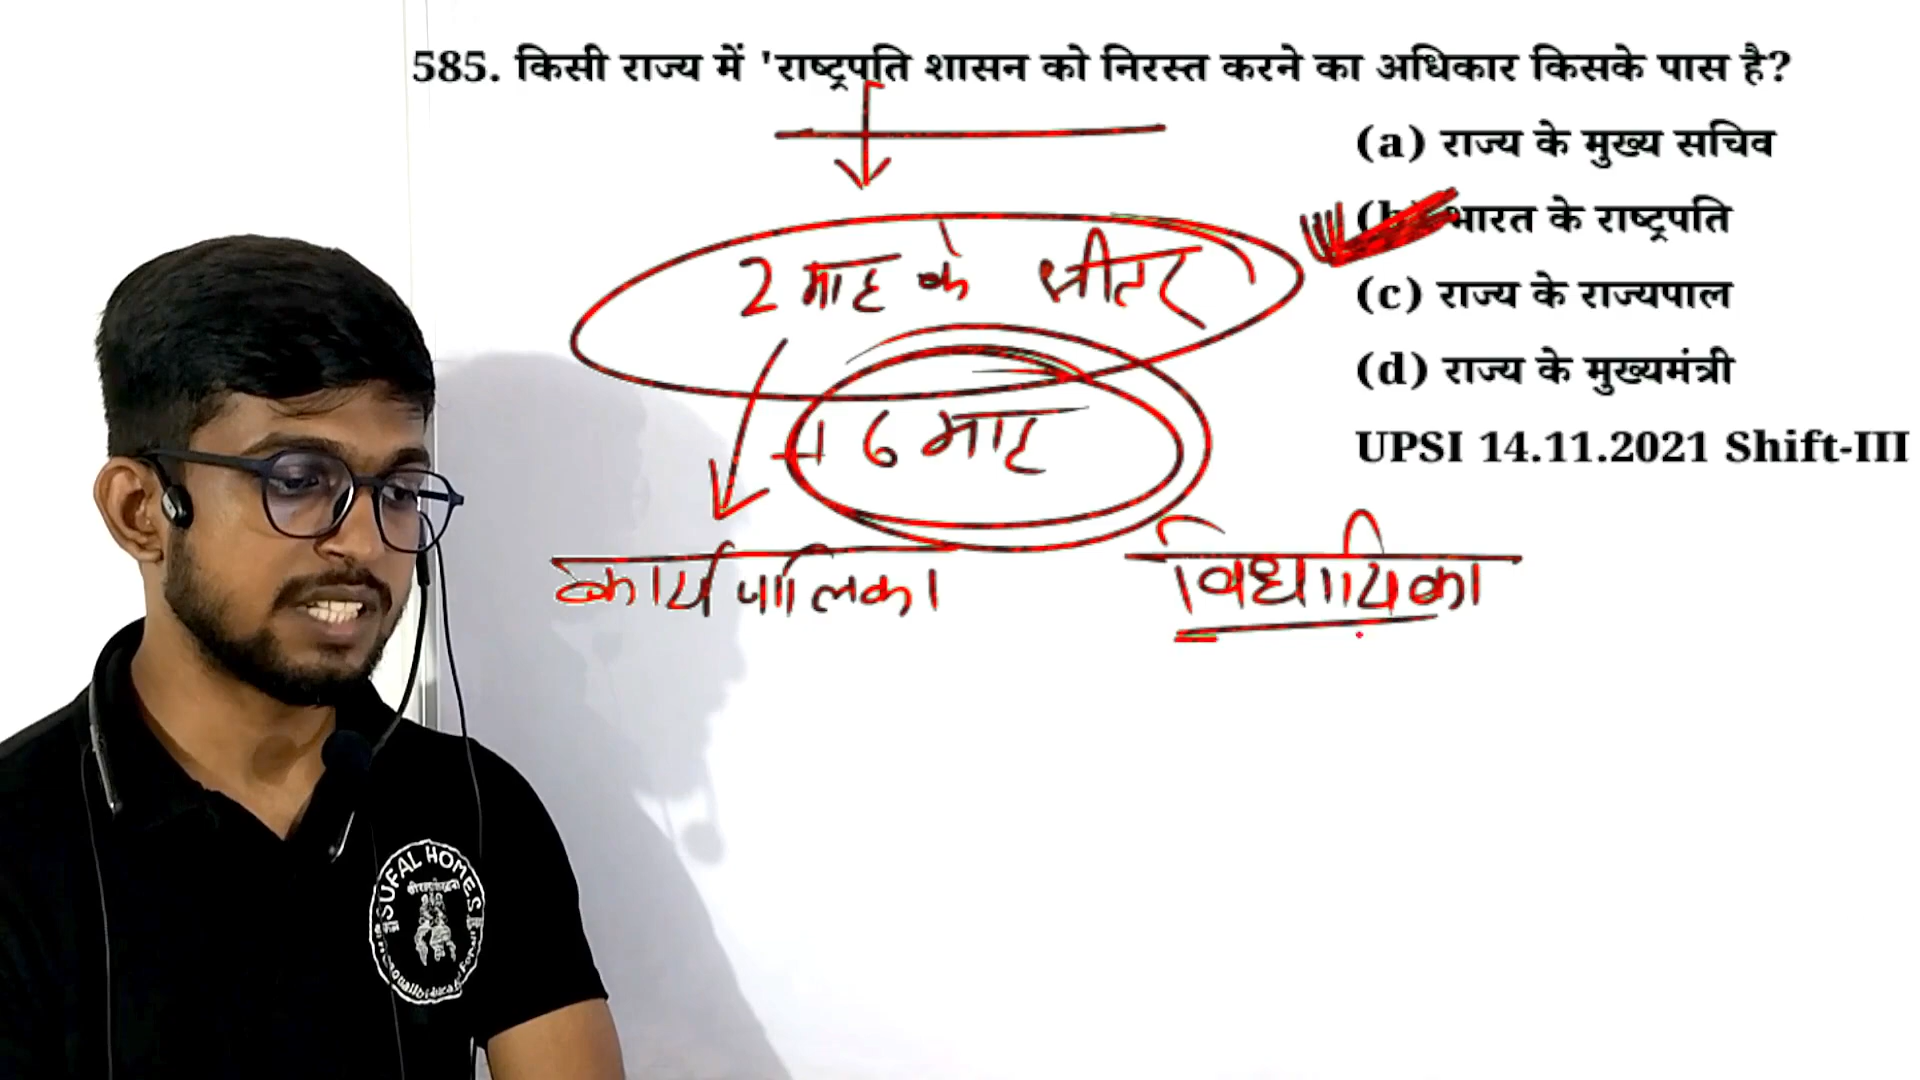 585. किसी राज्य में 'राष्ट्रपति शासन को निरस्त करने का अधिकार किसके पास है?
(a) राज्य के मुख्य सचिव
(b) भारत के राष्ट्रपति
(c) राज्य के राज्यपाल
(d) राज्य के मुख्यमंत्री
UPSI 14.11.2021 Shift-III
2 माह के भीतर
6 माह
कार्यपालिका
विधायिका
SUFAL HOMES